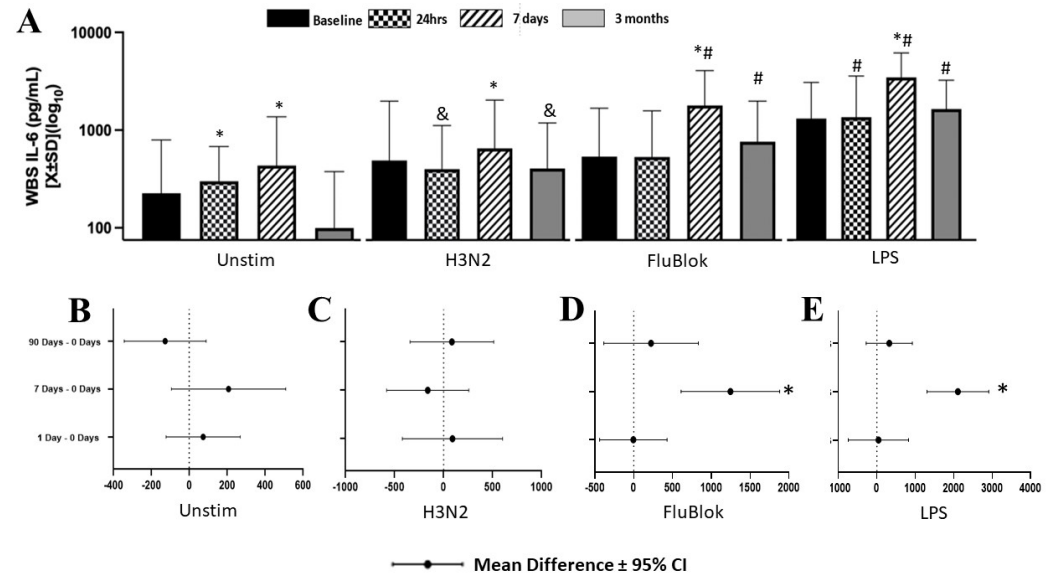 A
Baseline 24hrs 7 days 3 months
WBS IL-6 (pg/mL)
[X±SD](log10)
10000
1000
100
* *
& * &
*# #
# *# #
Unstim H3N2 FluBlok LPS
B C D E
90 Days - 0 Days
7 Days - 0 Days
1 Day - 0 Days
* *
-400 -200 0 200 400 600
-1000 -500 0 500 1000
-500 0 500 1000 1500 2000
1000 0 1000 2000 3000 4000
Unstim H3N2 FluBlok LPS
Mean Difference ± 95% CI